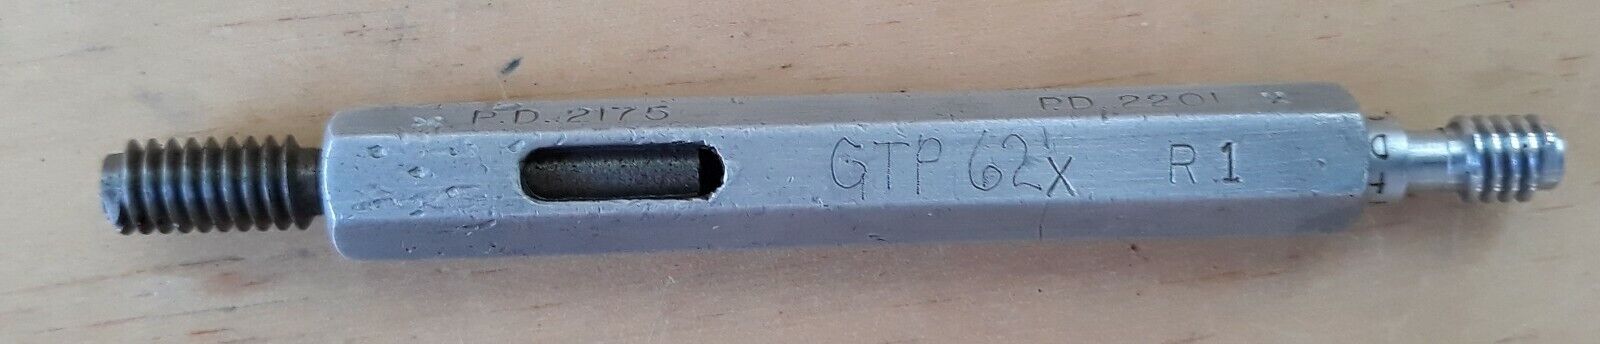 P.D. .2175
P.D. .2201
GTP 62X R1